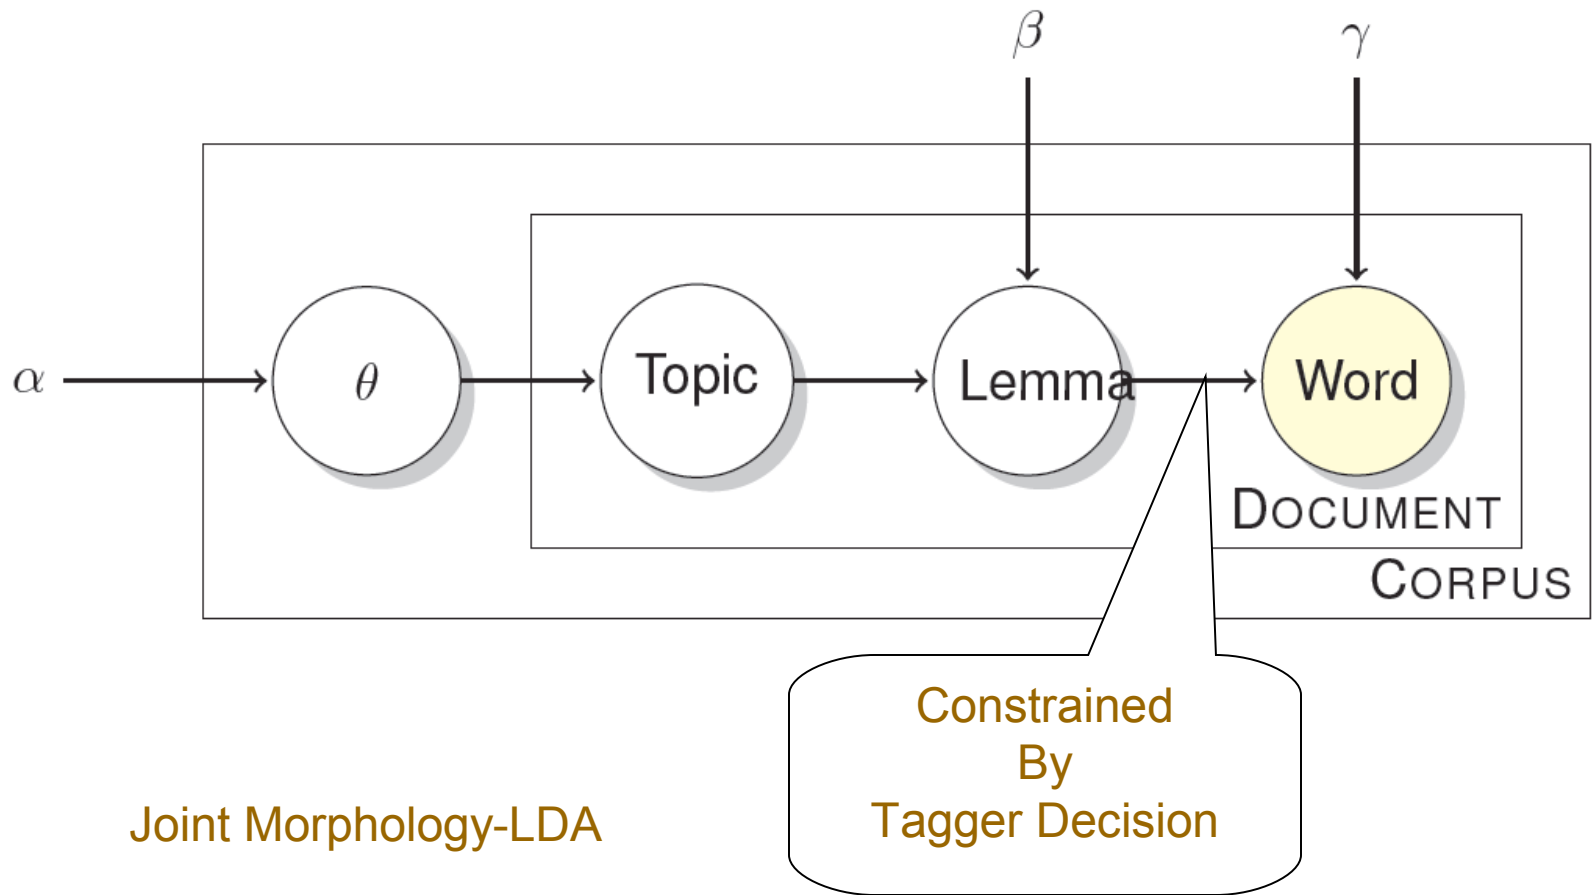 β
γ
α
θ
Topic
Lemma
Word
DOCUMENT
CORPUS
Constrained
By
Tagger Decision
Joint Morphology-LDA